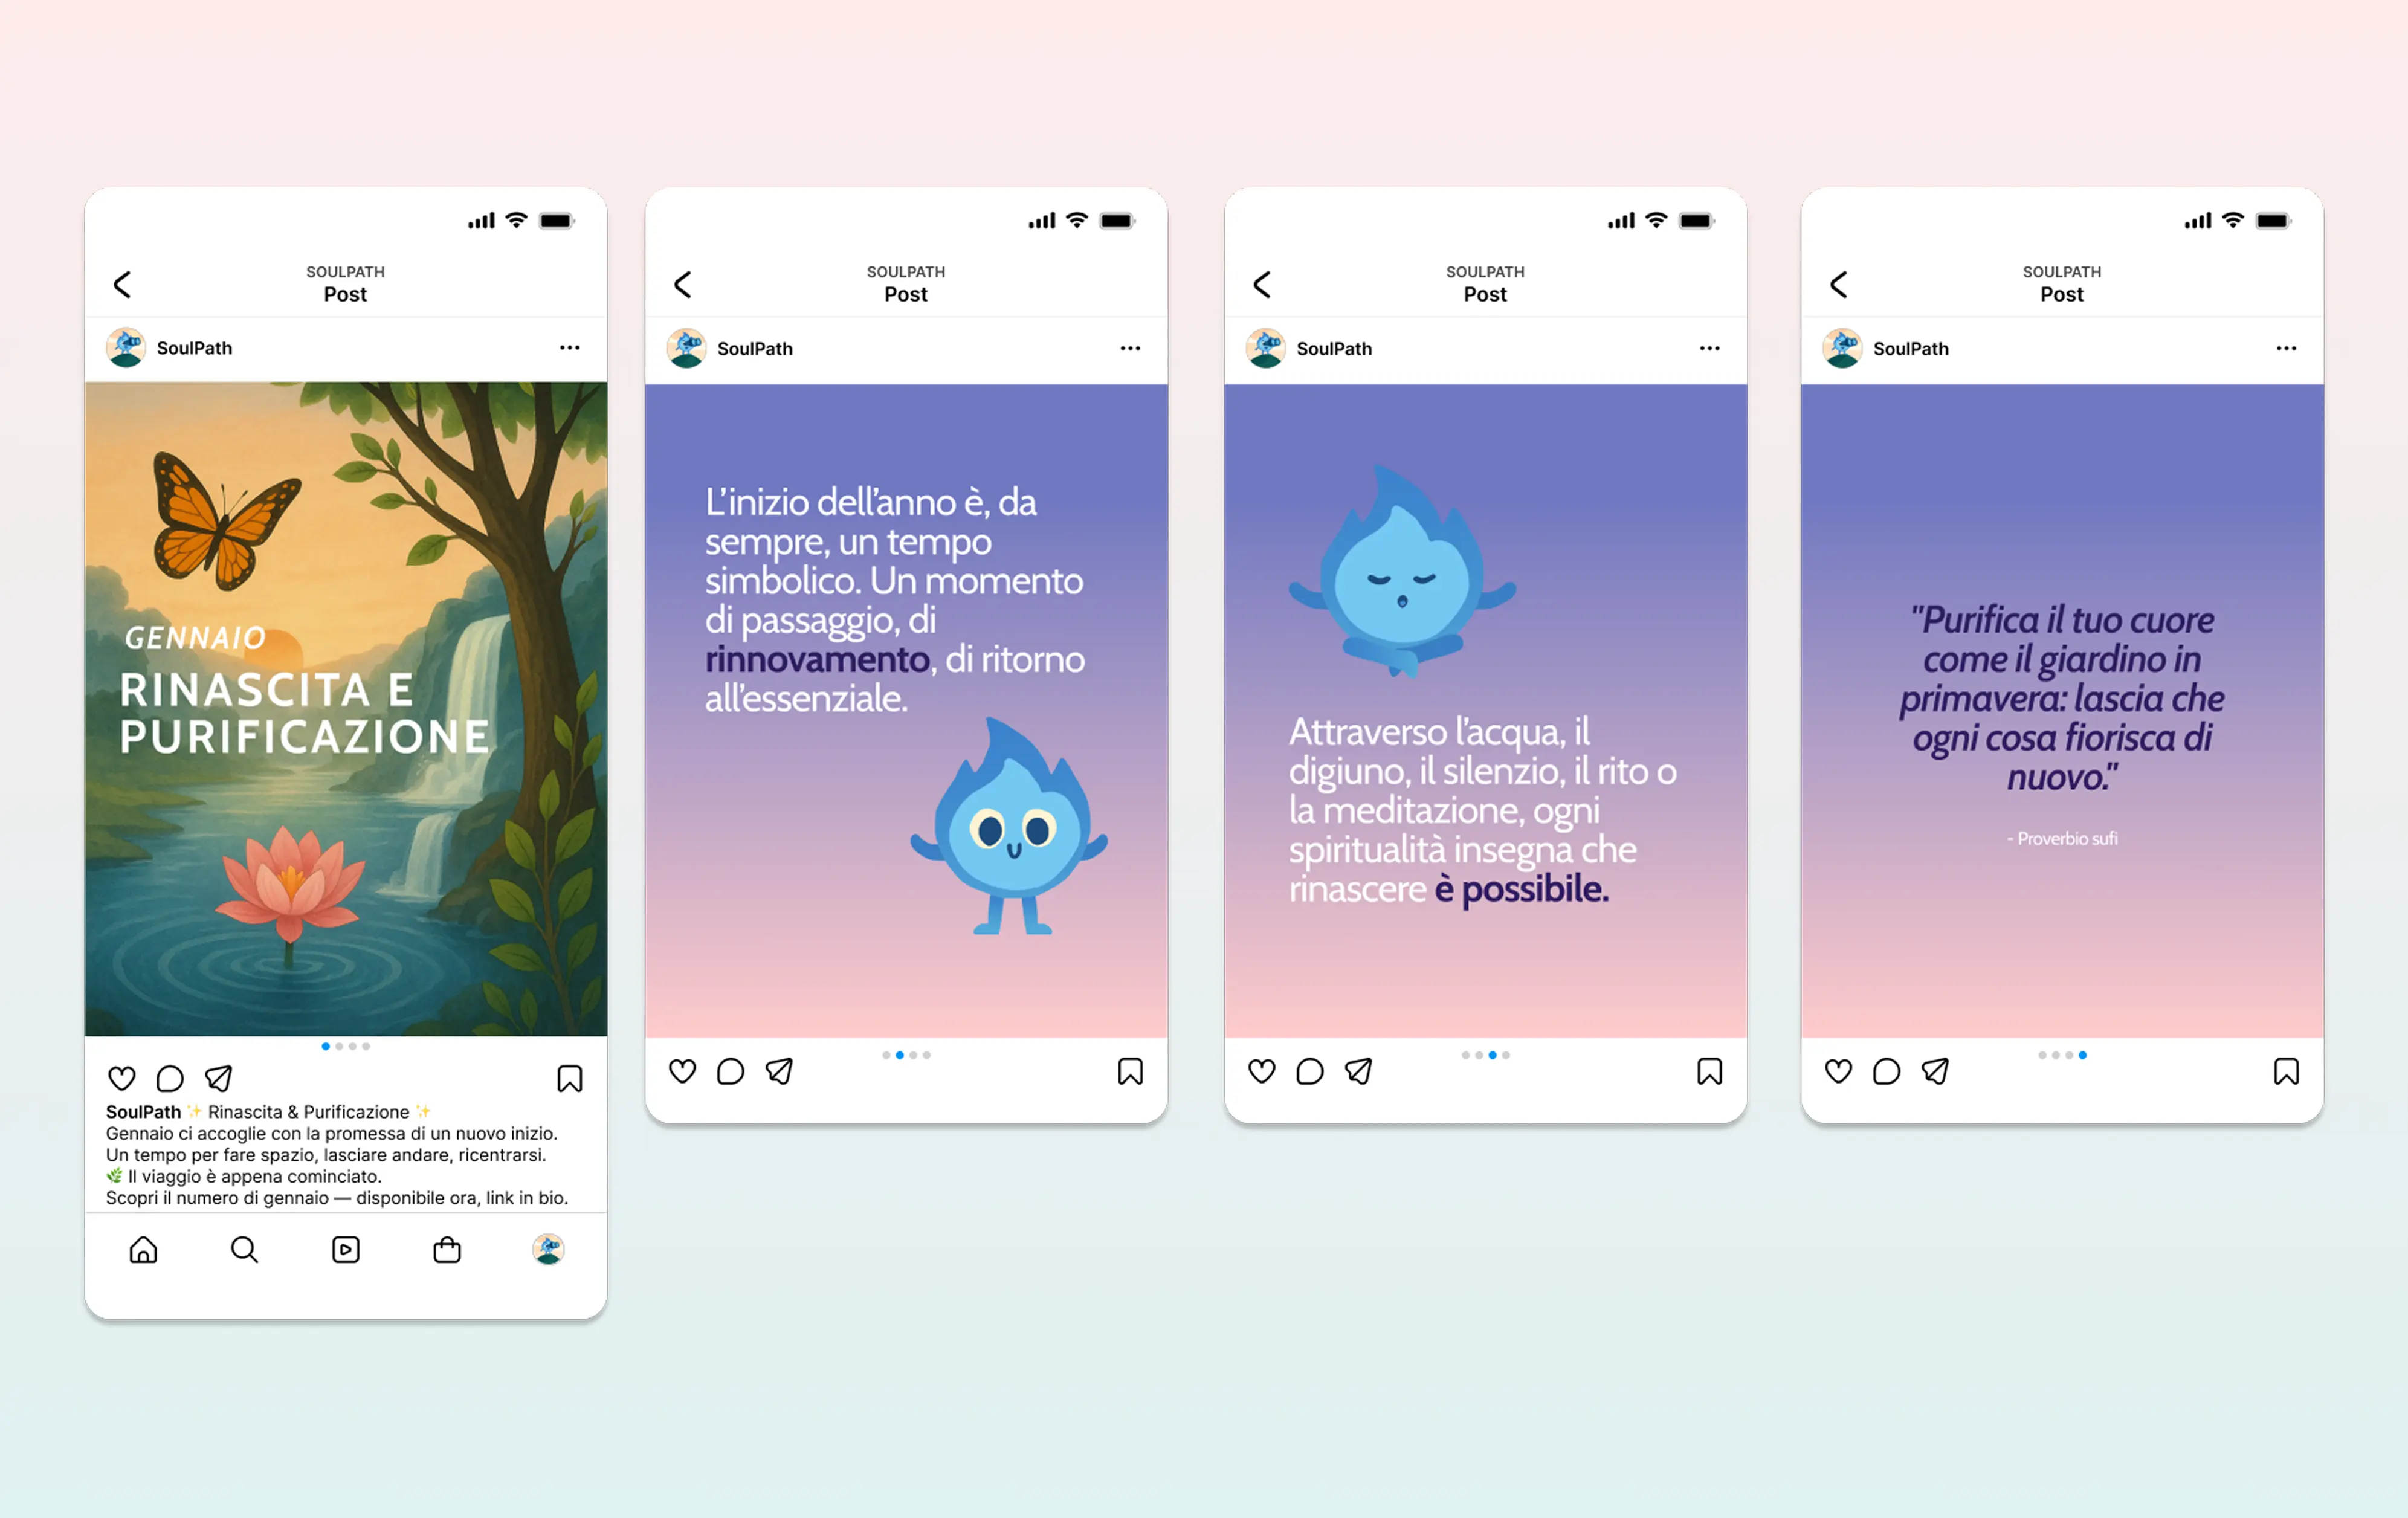 SOULPATH
Post
SoulPath
GENNAIO
RINASCITA E
PURIFICAZIONE
SoulPath ✨ Rinascita & Purificazione ✨
Gennaio ci accoglie con la promessa di un nuovo inizio.
Un tempo per fare spazio, lasciare andare, ricentrarsi.
🌿 Il viaggio è appena cominciato.
Scopri il numero di gennaio — disponibile ora, link in bio.
SOULPATH
Post
SoulPath
L'inizio dell'anno è, da
sempre, un tempo
simbolico. Un momento
di passaggio, di
rinnovamento, di ritorno
all'essenziale.
SOULPATH
Post
SoulPath
Attraverso l'acqua, il
digiuno, il silenzio, il rito o
la meditazione, ogni
spiritualità insegna che
rinascere è possibile.
SOULPATH
Post
SoulPath
"Purifica il tuo cuore
come il giardino in
primavera: lascia che
ogni cosa fiorisca di
nuovo."
- Proverbio sufi